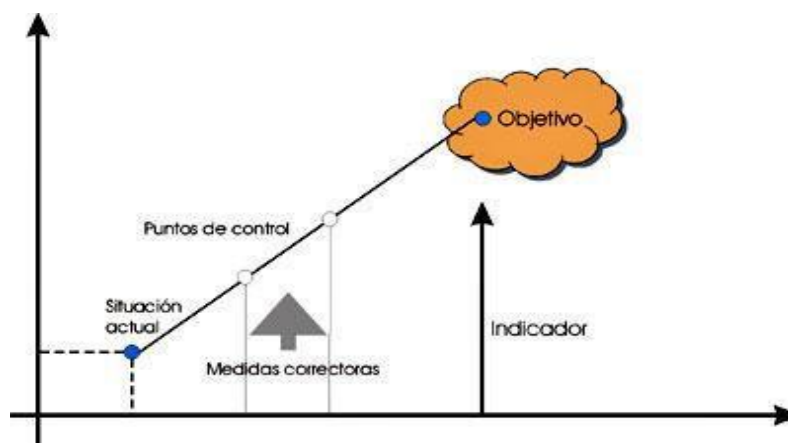 Objetivo
Puntos de control
Situación
actual
Indicador
Medidas correctoras